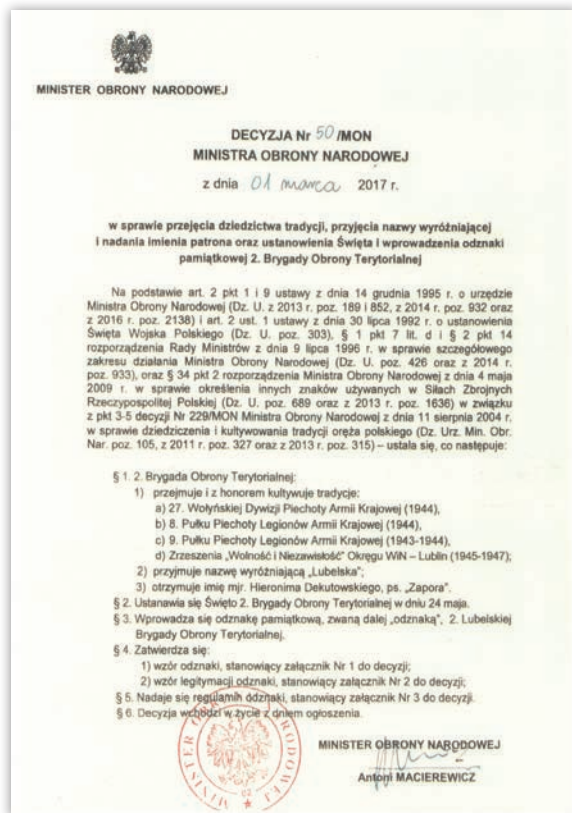 MINISTER OBRONY NARODOWEJ
DECYZJA Nr 50 /MON
MINISTRA OBRONY NARODOWEJ
z dnia 01 marca 2017 r.
w sprawie przejęcia dziedzictwa tradycji, przyjęcia nazwy wyróżniającej
i nadania imienia patrona oraz ustanowienia Święta i wprowadzenia odznaki
pamiątkowej 2. Brygady Obrony Terytorialnej
Na podstawie art. 2 pkt 1 i 9 ustawy z dnia 14 grudnia 1995 r. o urzędzie
Ministra Obrony Narodowej (Dz. U. z 2013 r. poz. 189 i 852, z 2014 r. poz. 932 oraz
z 2016 r. poz. 2138) i art. 2 ust. 1 ustawy z dnia 30 lipca 1992 r. o ustanowienia
Święta Wojska Polskiego (Dz. U. poz. 303), § 1 pkt 7 lit. d i § 2 pkt 14
rozporządzenia Rady Ministrów z dnia 9 lipca 1996 r. w sprawie szczegółowego
zakresu działania Ministra Obrony Narodowej (Dz. U. poz. 426 oraz z 2014 r.
poz. 933), oraz § 34 pkt 2 rozporządzenia Ministra Obrony Narodowej z dnia 4 maja
2009 r. w sprawie określenia innych znaków używanych w Siłach Zbrojnych
Rzeczypospolitej Polskiej (Dz. U. poz. 689 oraz z 2013 r. poz. 1636) w związku
z pkt 3-5 decyzji Nr 229/MON Ministra Obrony Narodowej z dnia 11 sierpnia 2004 r.
w sprawie dziedziczenia i kultywowania tradycji oręża polskiego (Dz. Urz. Min. Obr.
Nar. poz. 105, z 2011 r. poz. 327 oraz z 2013 r. poz. 315) – ustala się, co następuje:
§ 1. 2. Brygada Obrony Terytorialnej:
1) przejmuje i z honorem kultywuje tradycje:
a) 27. Wołyńskiej Dywizji Piechoty Armii Krajowej (1944),
b) 8. Pułku Piechoty Legionów Armii Krajowej (1944),
c) 9. Pułku Piechoty Legionów Armii Krajowej (1943-1944),
d) Zrzeszenia „Wolność i Niezawisłość” Okręgu WiN – Lublin (1945-1947);
2) przyjmuje nazwę wyróżniającą „Lubelska”;
3) otrzymuje imię mjr. Hieronima Dekutowskiego, ps. „Zapora”.
§ 2. Ustanawia się Święto 2. Brygady Obrony Terytorialnej w dniu 24 maja.
§ 3. Wprowadza się odznakę pamiątkową, zwaną dalej „odznaką”, 2. Lubelskiej
Brygady Obrony Terytorialnej.
§ 4. Zatwierdza się:
1) wzór odznaki, stanowiący załącznik Nr 1 do decyzji;
2) wzór legitymacji odznaki, stanowiący załącznik Nr 2 do decyzji;
§ 5. Nadaje się regulamin odznaki, stanowiący załącznik Nr 3 do decyzji.
§ 6. Decyzja wchodzi w życie z dniem ogłoszenia.
MINISTER OBRONY NARODOWEJ
MINISTER OBRONY NARODOWEJ
Antoni MACIEREWICZ